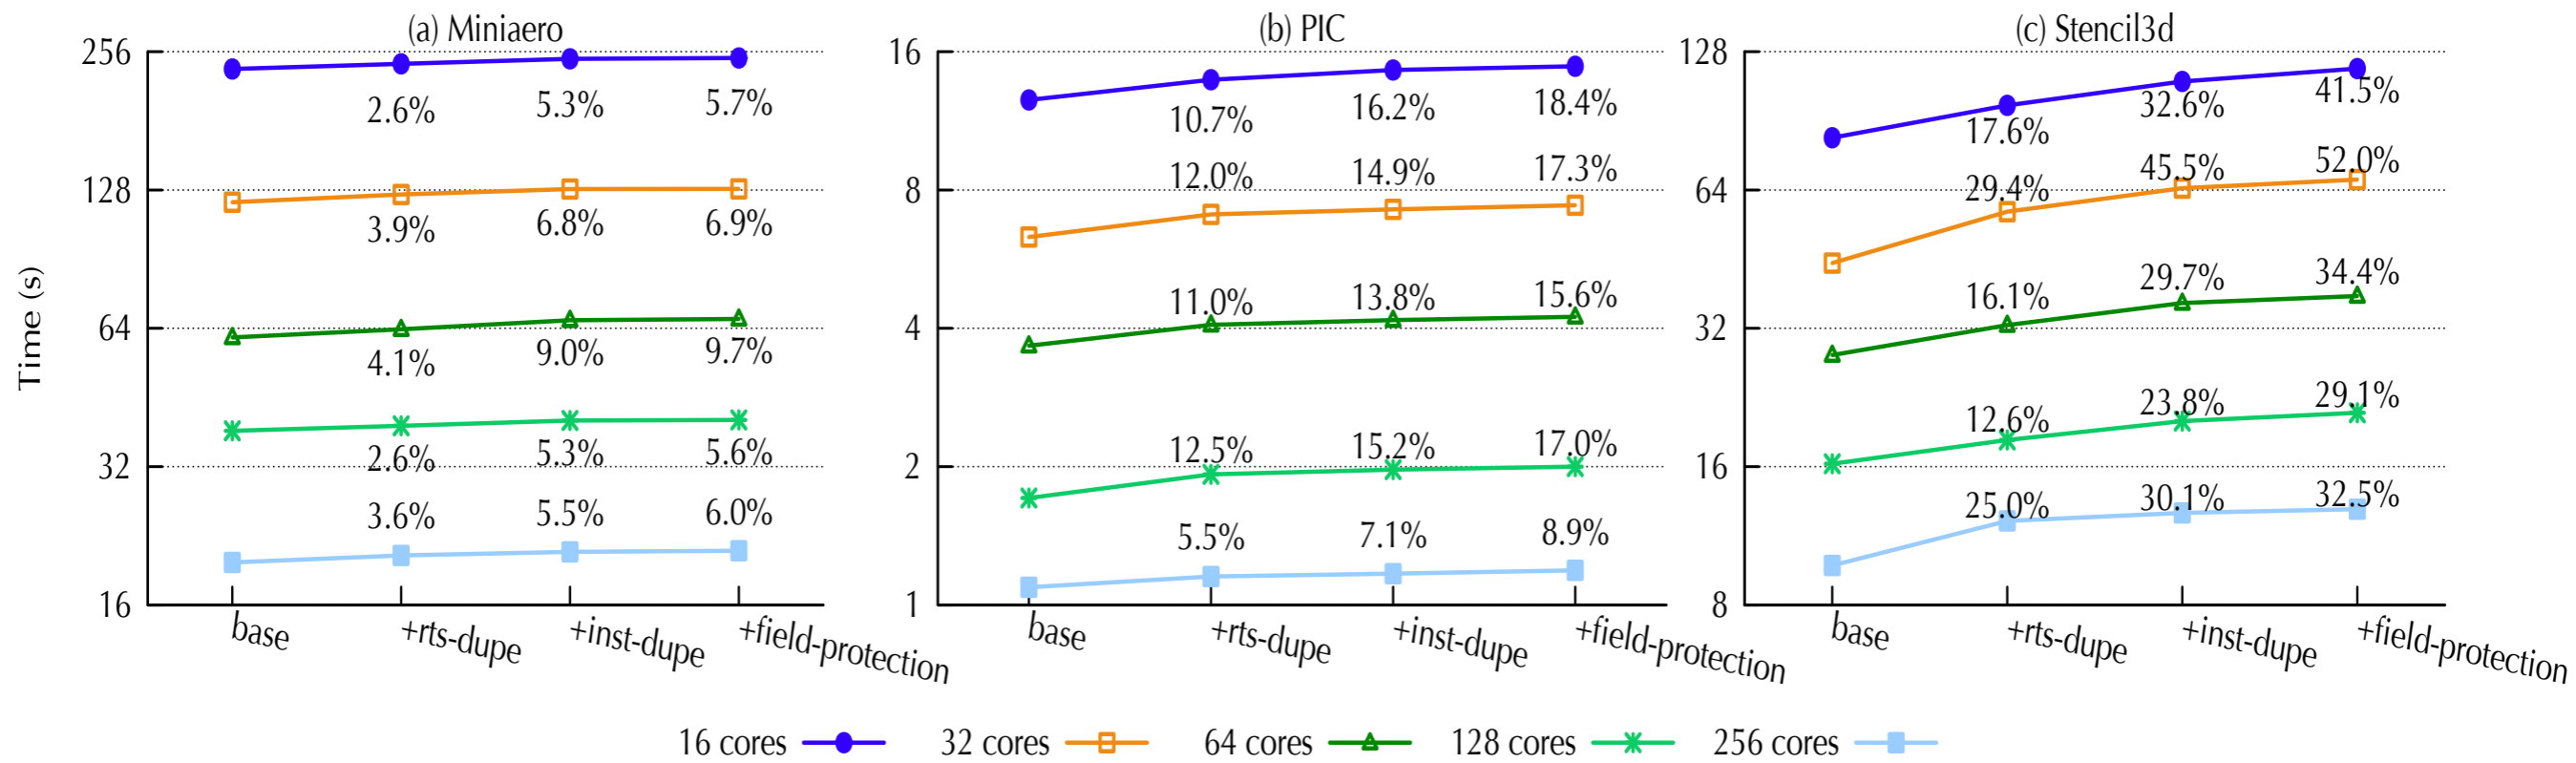 (a) Miniaero
(b) PIC
(c) Stencil3d
Time (s)
256
128
64
32
16
2.6%
5.3%
5.7%
3.9%
6.8%
6.9%
4.1%
9.0%
9.7%
2.6%
5.3%
5.6%
3.6%
5.5%
6.0%
base
+rts-dupe
+inst-dupe
+field-protection
16
8
4
2
1
10.7%
16.2%
18.4%
12.0%
14.9%
17.3%
11.0%
13.8%
15.6%
12.5%
15.2%
17.0%
5.5%
7.1%
8.9%
base
+rts-dupe
+inst-dupe
+field-protection
128
64
32
16
8
17.6%
32.6%
41.5%
29.4%
45.5%
52.0%
16.1%
29.7%
34.4%
12.6%
23.8%
29.1%
25.0%
30.1%
32.5%
base
+rts-dupe
+inst-dupe
+field-protection
16 cores
32 cores
64 cores
128 cores
256 cores